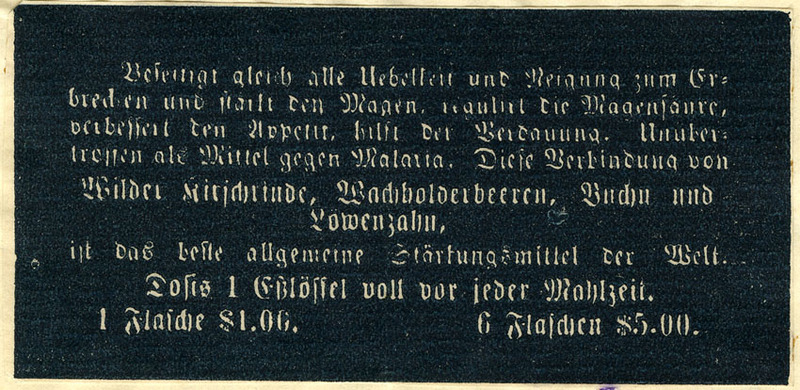 Beseitigt gleich alle Uebelkeit und Neigung zum Er-
brechen und stärkt den Magen, regulirt die Magensäure,
verbessert den Appetit, hilft der Verdauung. Unüber-
troffen als Mittel gegen Malaria. Diese Verbindung von
Wilder Kirschrinde, Wachholderbeeren, Buchu und
Löwenzahn,
ist das beste allgemeine Stärkungsmittel der Welt.
Dosis 1 Eßlöffel voll vor jeder Mahlzeit.
1 Flasche $1.00. 6 Flaschen $5.00.